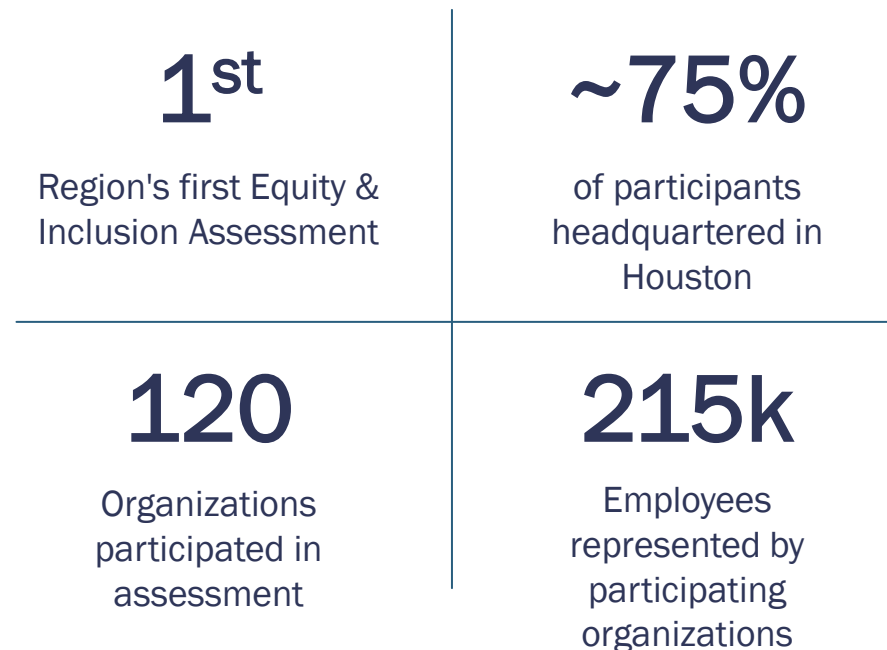 1st
Region's first Equity &
Inclusion Assessment
~75%
of participants
headquartered in
Houston
120
Organizations
participated in
assessment
215k
Employees
represented by
participating
organizations